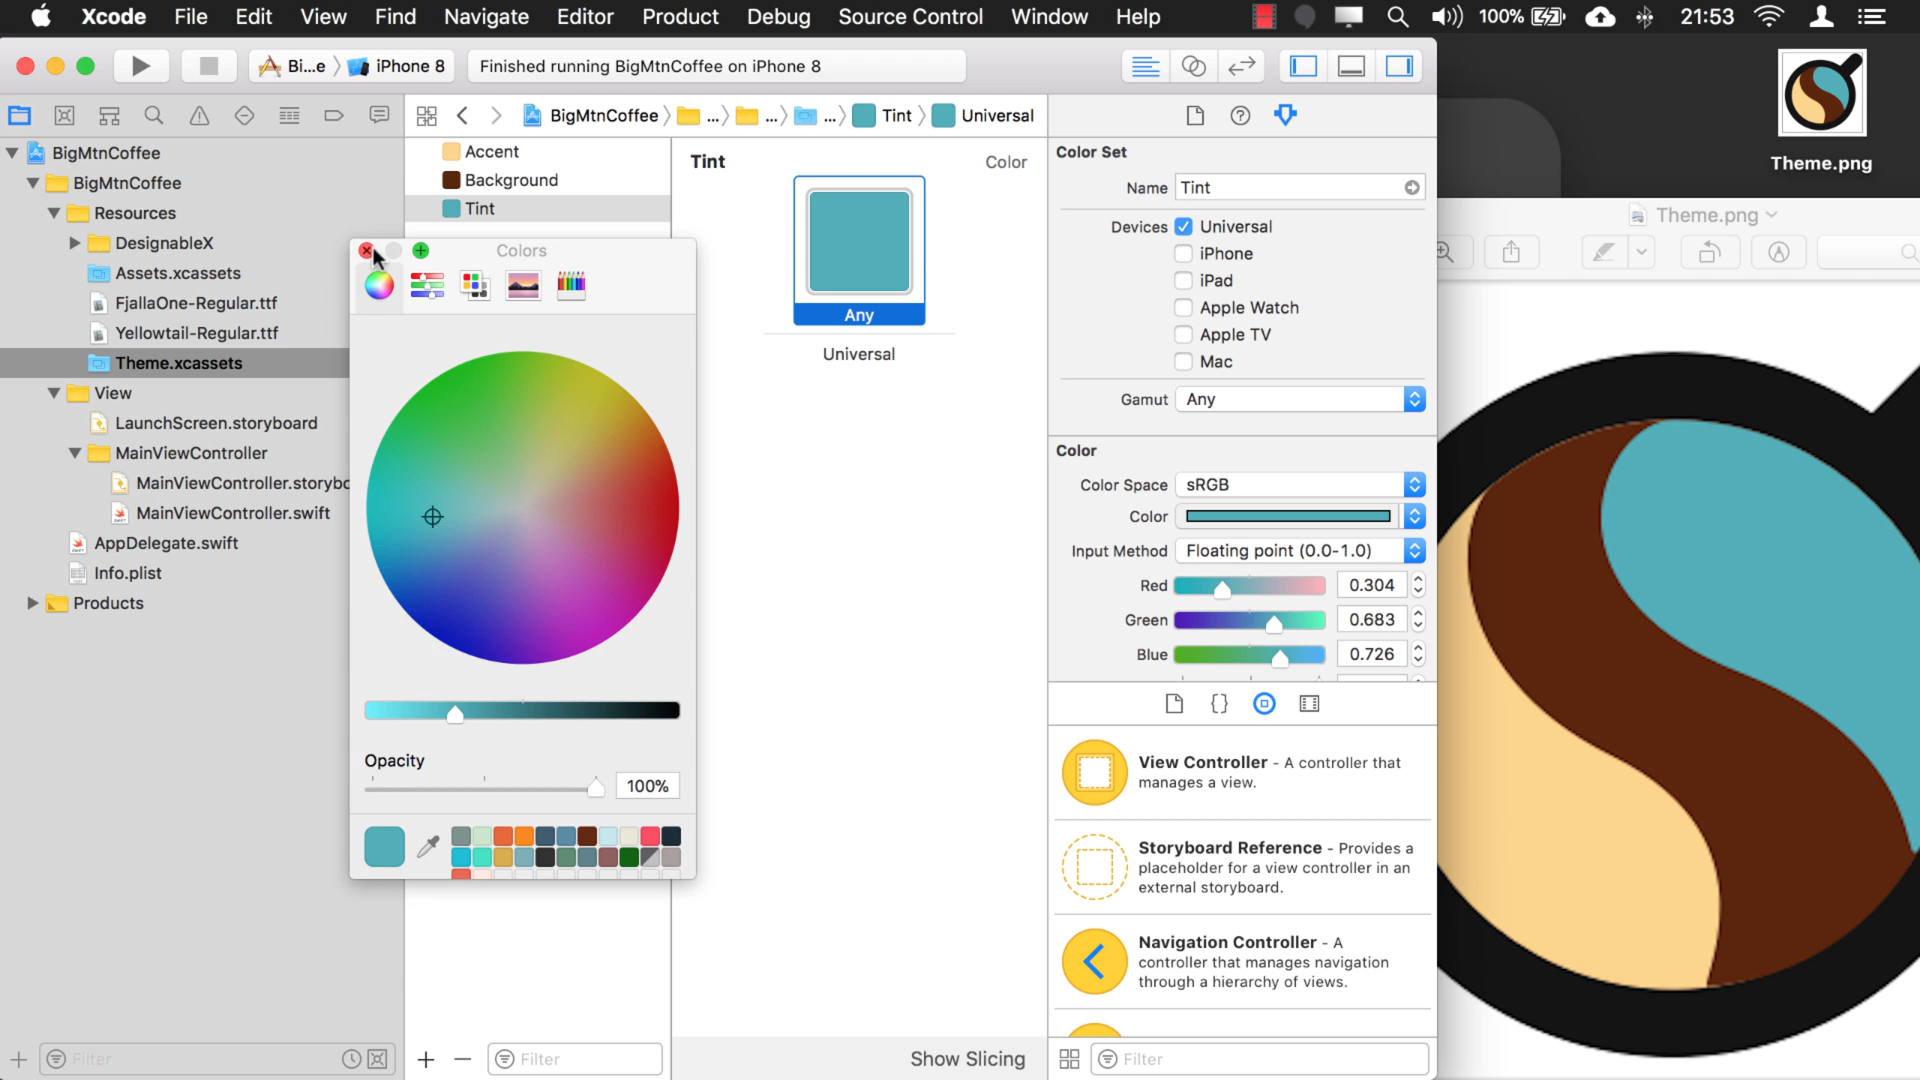 Xcode File Edit View Find Navigate Editor Product Debug Source Control Window Help 100% 21:53
Bi...e iPhone 8 Finished running BigMtnCoffee on iPhone 8
BigMtnCoffee ... ... ... Tint Universal
BigMtnCoffee
BigMtnCoffee
Resources
DesignableX
Assets.xcassets
FjallaOne-Regular.ttf
Yellowtail-Regular.ttf
Theme.xcassets
View
LaunchScreen.storyboard
MainViewController
MainViewController.storybo
MainViewController.swift
AppDelegate.swift
Info.plist
Products
Filter
Accent
Background
Tint
Filter
Colors
Opacity
100%
Tint Color
Any
Universal
Show Slicing
Color Set
Name Tint
Devices Universal
iPhone
iPad
Apple Watch
Apple TV
Mac
Gamut Any
Color
Color Space sRGB
Color
Input Method Floating point (0.0-1.0)
Red 0.304
Green 0.683
Blue 0.726
{}
View Controller - A controller that
manages a view.
Storyboard Reference - Provides a
placeholder for a view controller in an
external storyboard.
Navigation Controller - A
controller that manages navigation
through a hierarchy of views.
Filter
Theme.png
Theme.png